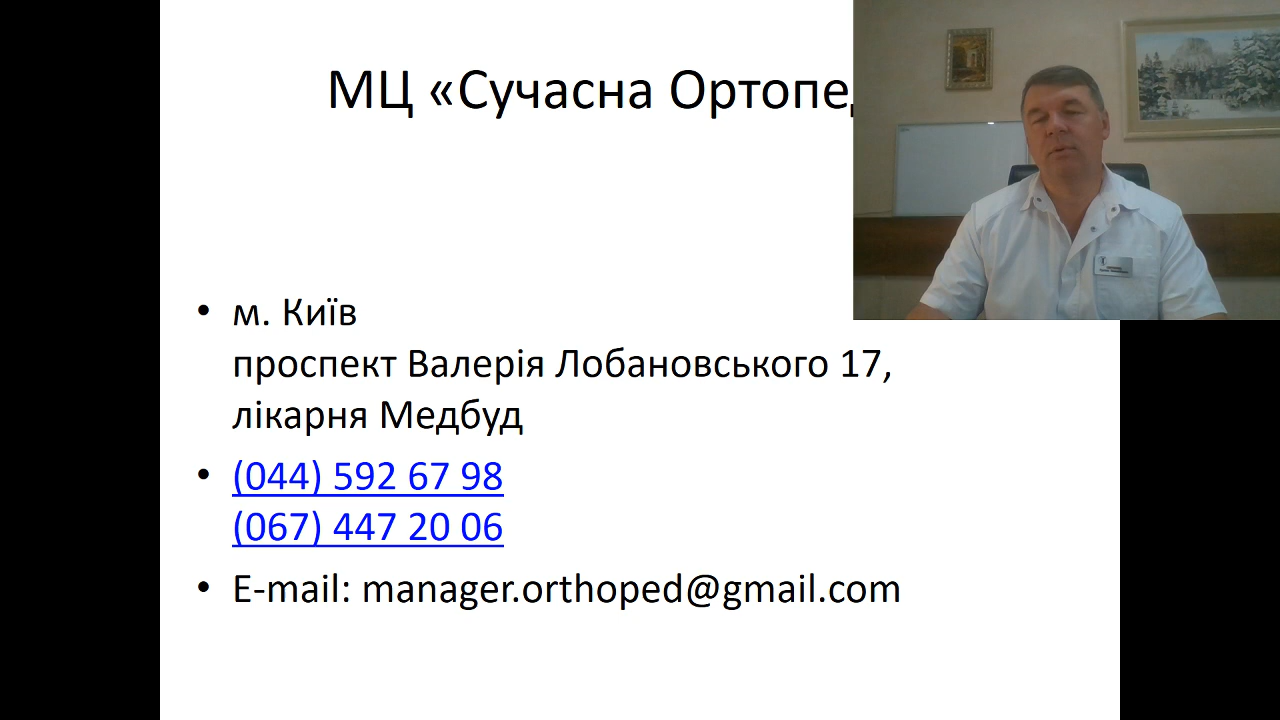 МЦ «Сучасна Ортопе
м. Київ
проспект Валерія Лобановського 17,
лікарня Медбуд
(044) 592 67 98
(067) 447 20 06
E-mail: manager.orthoped@gmail.com